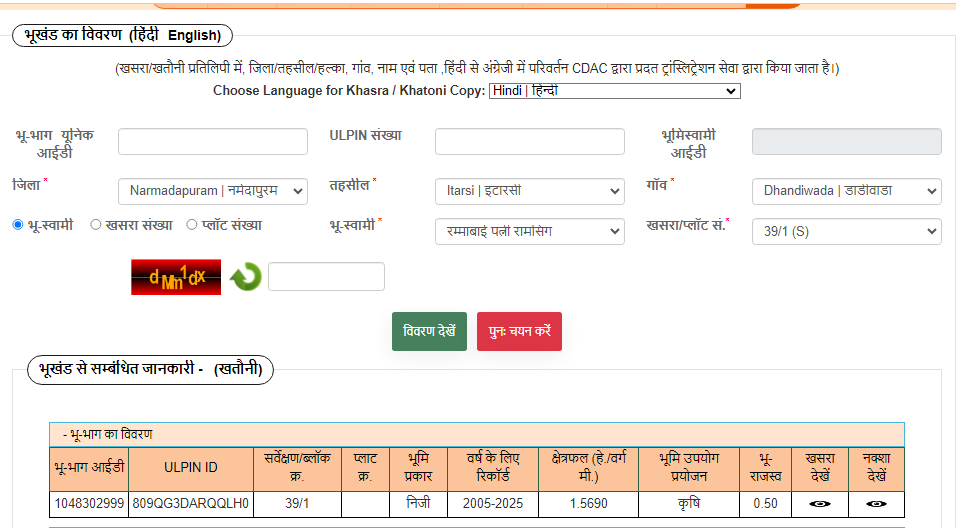 भूखंड का विवरण (हिंदी English)
(खसरा/खतौनी प्रतिलिपी में, जिला/तहसील/हल्का, गांव, नाम एवं पता ,हिंदी से अंग्रेजी में परिवर्तन CDAC द्वारा प्रदत ट्रांस्लिट्रेशन सेवा द्वारा किया जाता है।)
Choose Language for Khasra / Khatoni Copy: Hindi | हिन्दी
भू-भाग यूनिक आईडी
ULPIN संख्या
भूमिस्वामी आईडी
जिला * Narmadapuram | नर्मदापुरम
तहसील * Itarsi | इटारसी
गॉव * Dhandiwada | डाडीवाडा
भू-स्वामी खसरा संख्या प्लॉट संख्या
भू-स्वामी * रम्माबाई पत्नी रामसिंग
खसरा/प्लॉट सं.* 39/1 (S)
dMm1dx
विवरण देखें पुनः चयन करें
भूखंड से सम्बंधित जानकारी - (खतौनी)
- भू-भाग का विवरण
भू-भाग आईडी ULPIN ID सर्वेक्षण/ब्लॉक क्र. प्लाट क्र. भूमि प्रकार वर्ष के लिए रिकॉर्ड क्षेत्रफल (हे./वर्ग मी.) भूमि उपयोग प्रयोजन भू-राजस्व खसरा देखें नक्शा देखें
1048302999 809QG3DARQQLH0 39/1 निजी 2005-2025 1.5690 कृषि 0.50